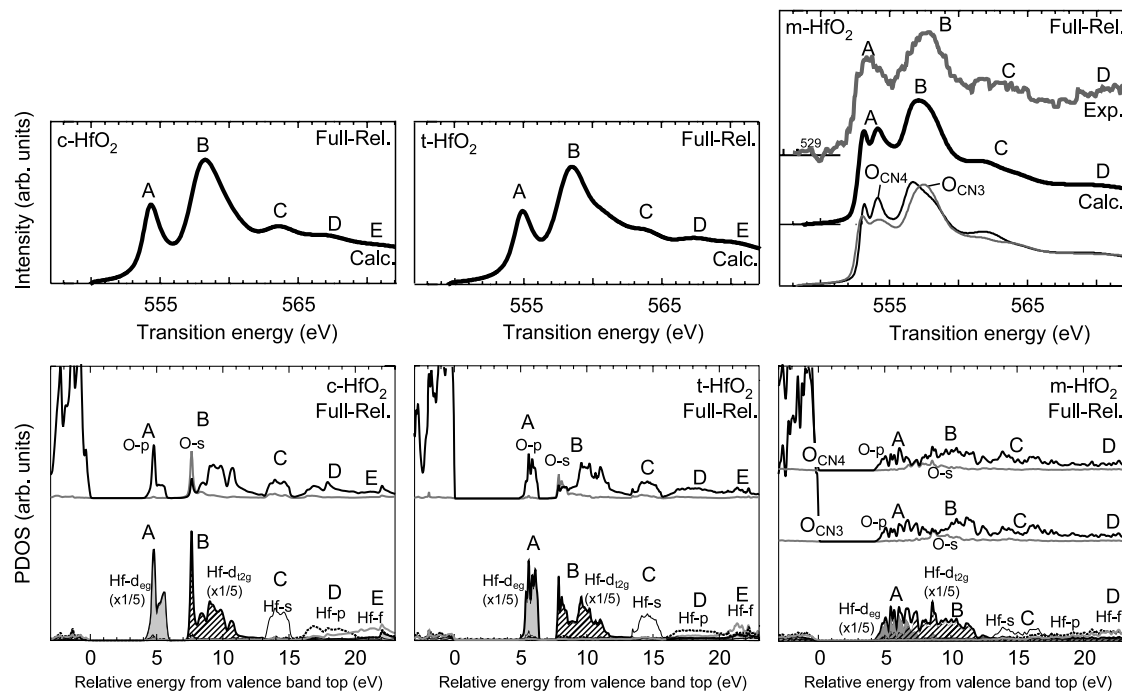 Intensity (arb. units)
c-HfO2
Full-Rel.
A
B
C
D
E
Calc.
555
565
Transition energy (eV)
t-HfO2
Full-Rel.
A
B
C
D
E
Calc.
555
565
Transition energy (eV)
m-HfO2
Full-Rel.
A
B
C
D
Exp.
529
A
B
C
D
Calc.
OCN4
OCN3
555
565
Transition energy (eV)
PDOS (arb. units)
c-HfO2
Full-Rel.
A
O-p
B
O-s
C
D
E
A
B
Hf-deg
(x1/5)
Hf-dt2g
(x1/5)
C
Hf-s
D
Hf-p
E
Hf-f
0
5
10
15
20
Relative energy from valence band top (eV)
t-HfO2
Full-Rel.
A
O-p
O-s
B
C
D
E
A
Hf-deg
(x1/5)
B
Hf-dt2g
(x1/5)
C
Hf-s
D
Hf-p
E
Hf-f
0
5
10
15
20
Relative energy from valence band top (eV)
m-HfO2
Full-Rel.
OCN4
O-p
A
B
O-s
C
D
OCN3
O-p
A
B
O-s
C
D
Hf-deg
(x1/5)
A
Hf-dt2g
(x1/5)
B
Hf-s
C
Hf-p
D
Hf-f
0
5
10
15
20
Relative energy from valence band top (eV)